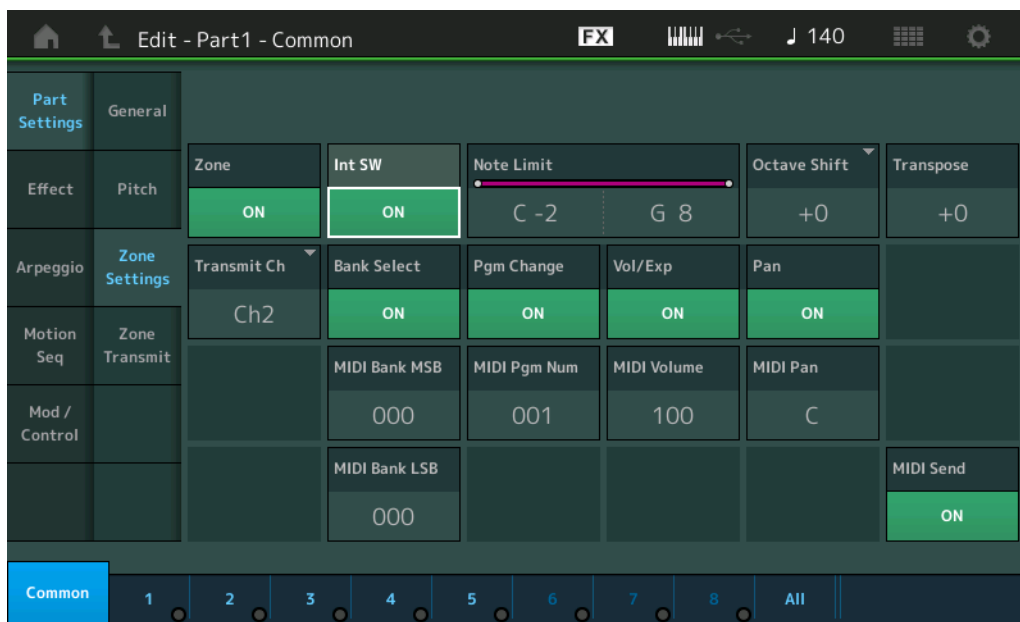 Edit - Part1 - Common
FX
140
Part
Settings
General
Effect
Pitch
Arpeggio
Zone
Settings
Motion
Seq
Zone
Transmit
Mod /
Control
Zone
ON
Int SW
ON
Note Limit
C -2
G 8
Octave Shift
+0
Transpose
+0
Transmit Ch
Ch2
Bank Select
ON
Pgm Change
ON
Vol/Exp
ON
Pan
ON
MIDI Bank MSB
000
MIDI Pgm Num
001
MIDI Volume
100
MIDI Pan
C
MIDI Bank LSB
000
MIDI Send
ON
Common
1
2
3
4
5
6
7
8
All